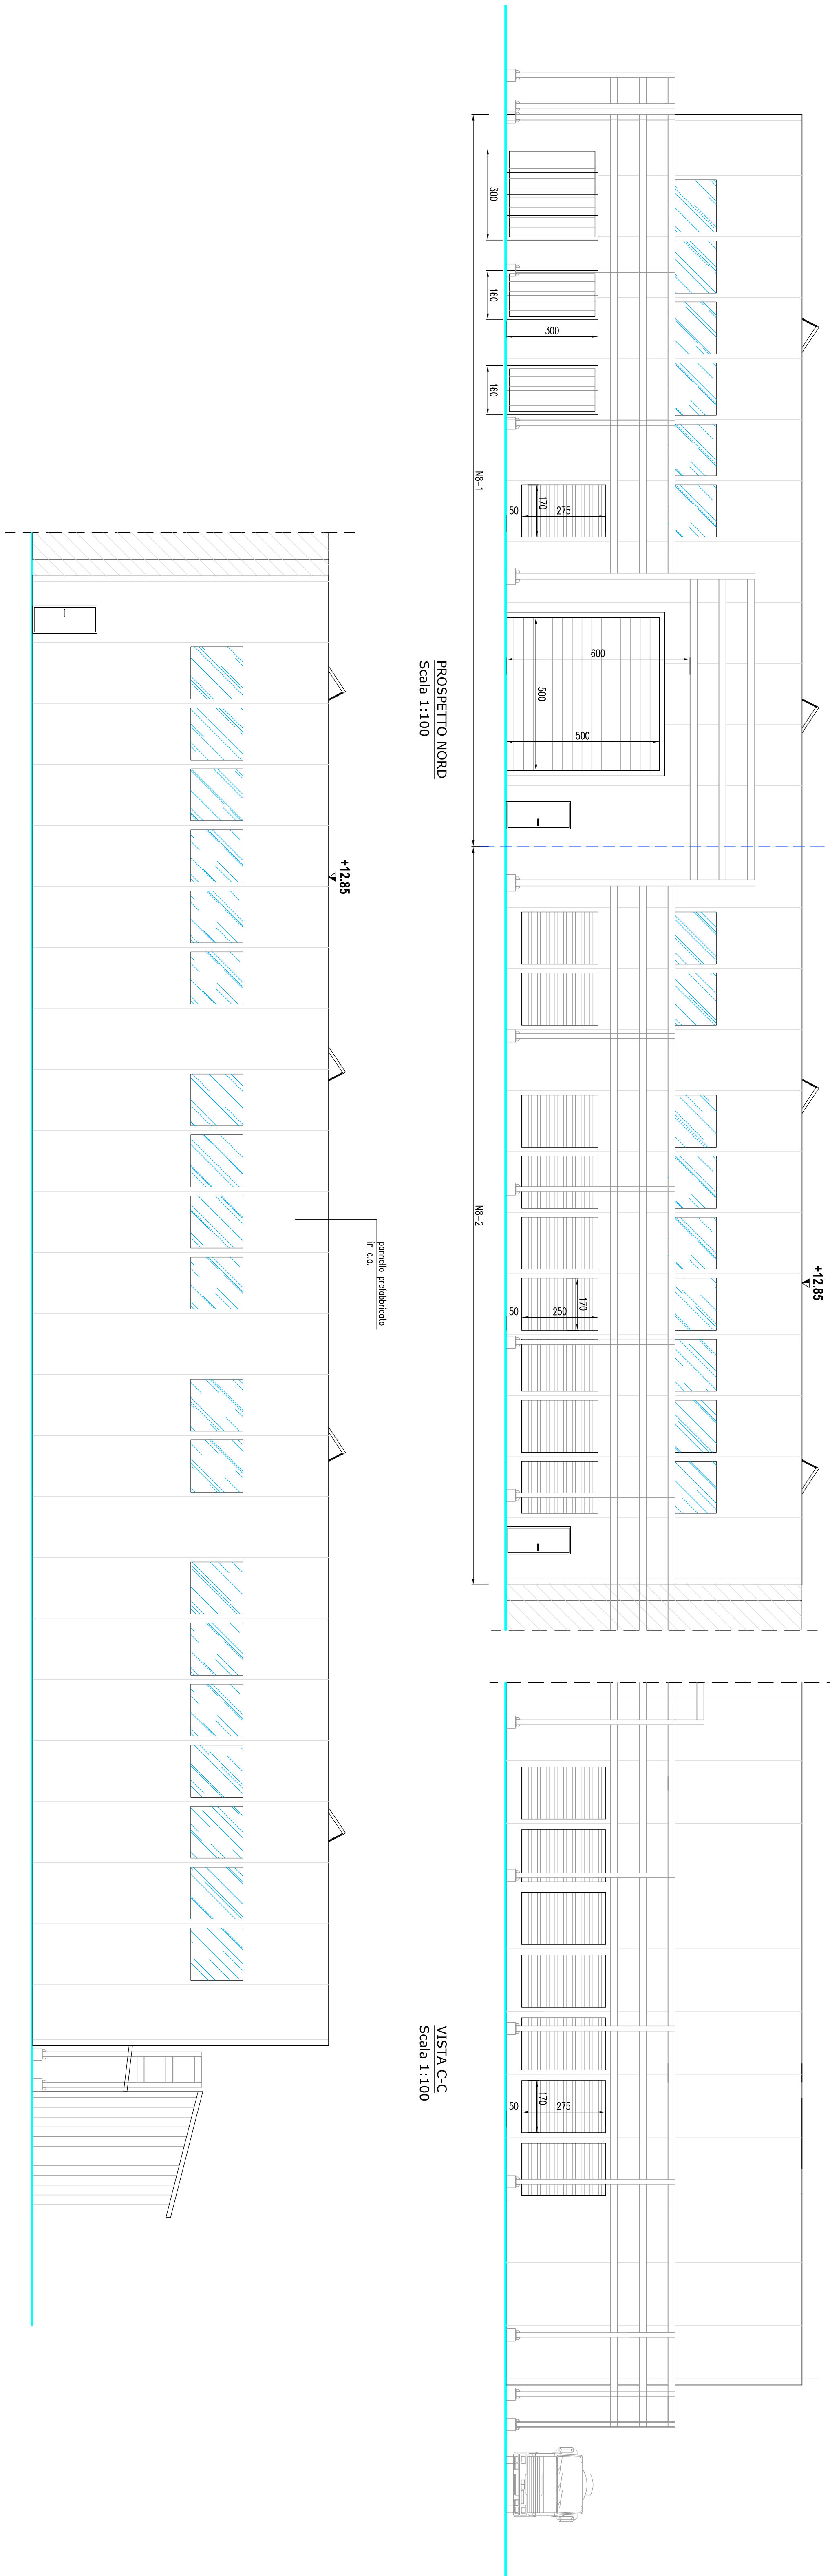 300
160
300
160
N8-1
50
170
275
600
500
500
PROSPETTO NORD
Scala 1:100
+12.85
N8-2
pannello prefabbricato
in c.a.
50
250
170
+12.85
VISTA C-C
Scala 1:100
50
170
275